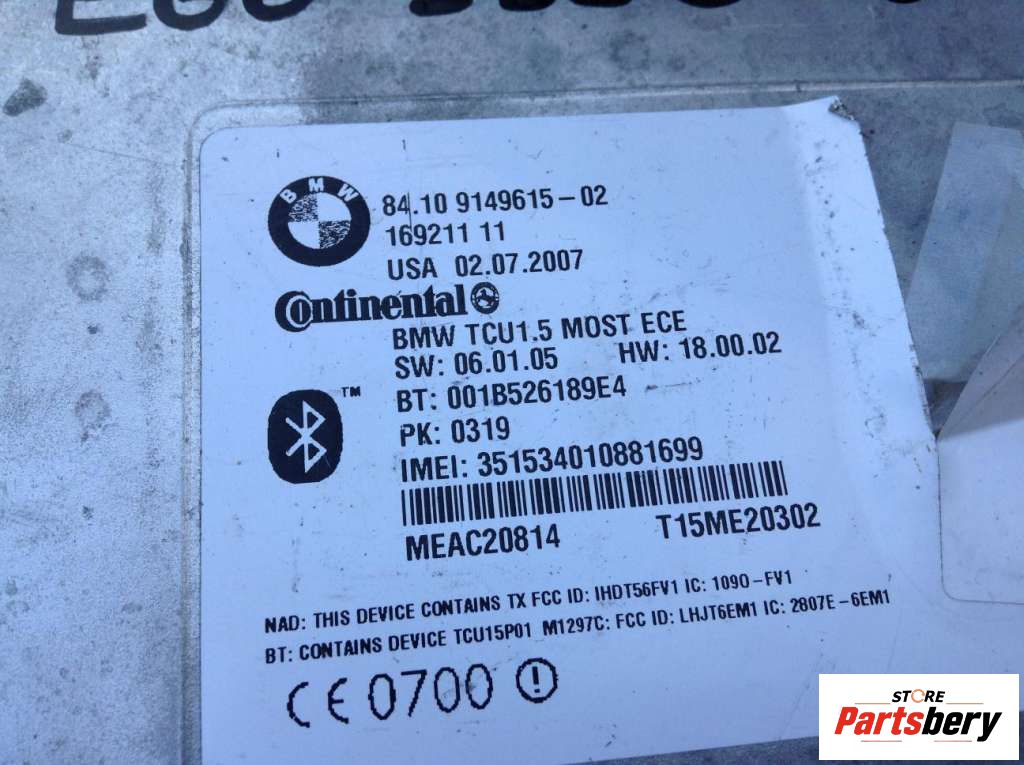 BMW
84.10 9149615-02
169211 11
USA 02.07.2007
Continental
BMW TCU1.5 MOST ECE
SW: 06.01.05 HW: 18.00.02
TM
BT: 001B526189E4
PK: 0319
IMEI: 351534010881699
MEAC20814 T15ME20302
NAD: THIS DEVICE CONTAINS TX FCC ID: IHDT56FV1 IC: 1090-FV1
BT: CONTAINS DEVICE TCU15P01 M1297C: FCC ID: LHJT6EM1 IC: 2807E-6EM1
CE 0700 !
STORE
Partsbery